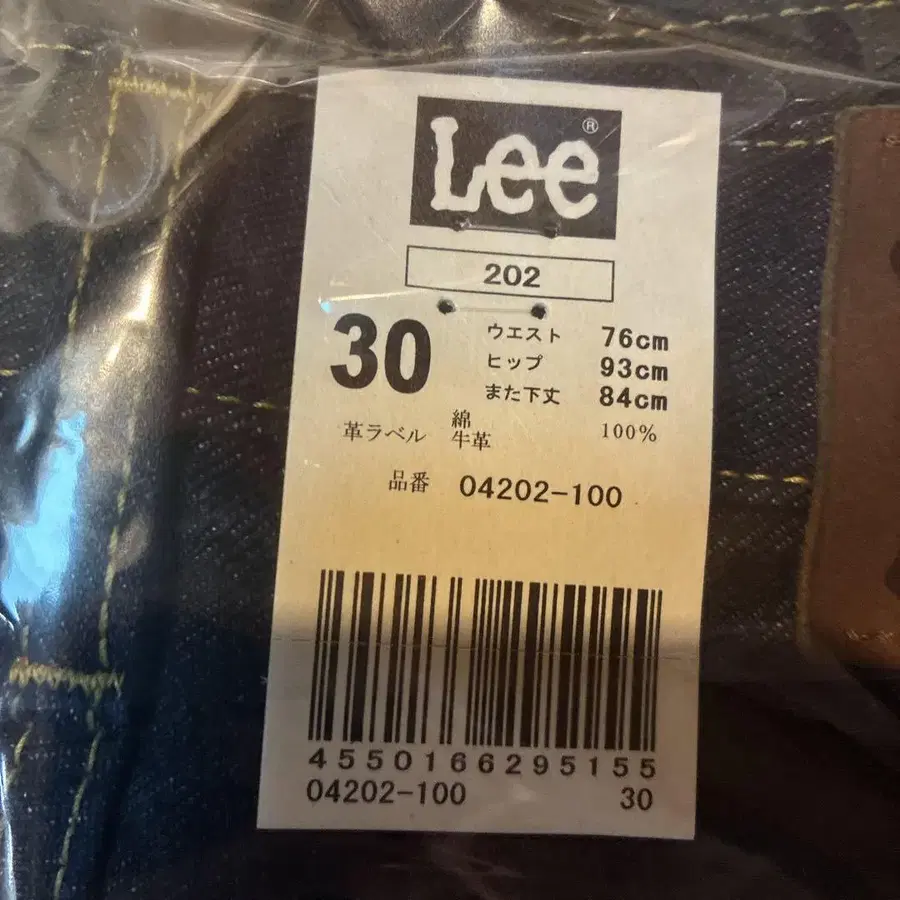 Lee®
202
30
ウエスト 76cm
ヒップ 93cm
また下丈 84cm
綿 100%
革ラベル 牛革
品番 04202-100
4550166295155
04202-100 30